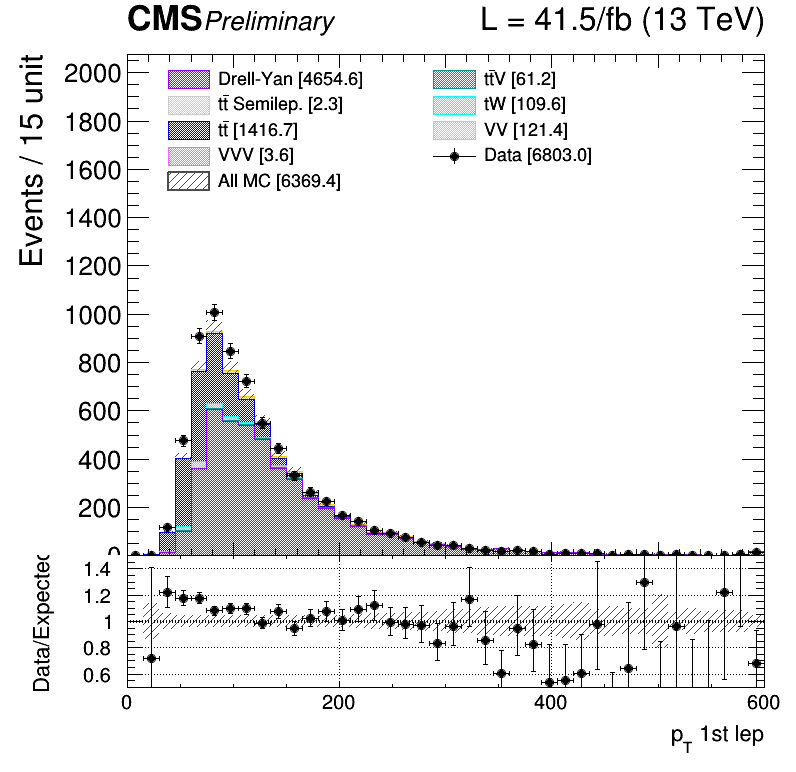 CMS Preliminary L = 41.5/fb (13 TeV)
Events / 15 unit
2000
1800
1600
1400
1200
1000
800
600
400
200
0
Drell-Yan [4654.6]
tt̄ Semilep. [2.3]
tt̄ [1416.7]
VVV [3.6]
All MC [6369.4]
tt̄V [61.2]
tW [109.6]
VV [121.4]
Data [6803.0]
Data/Expected
1.4
1.2
1
0.8
0.6
0 200 400 600
p_T 1st lep